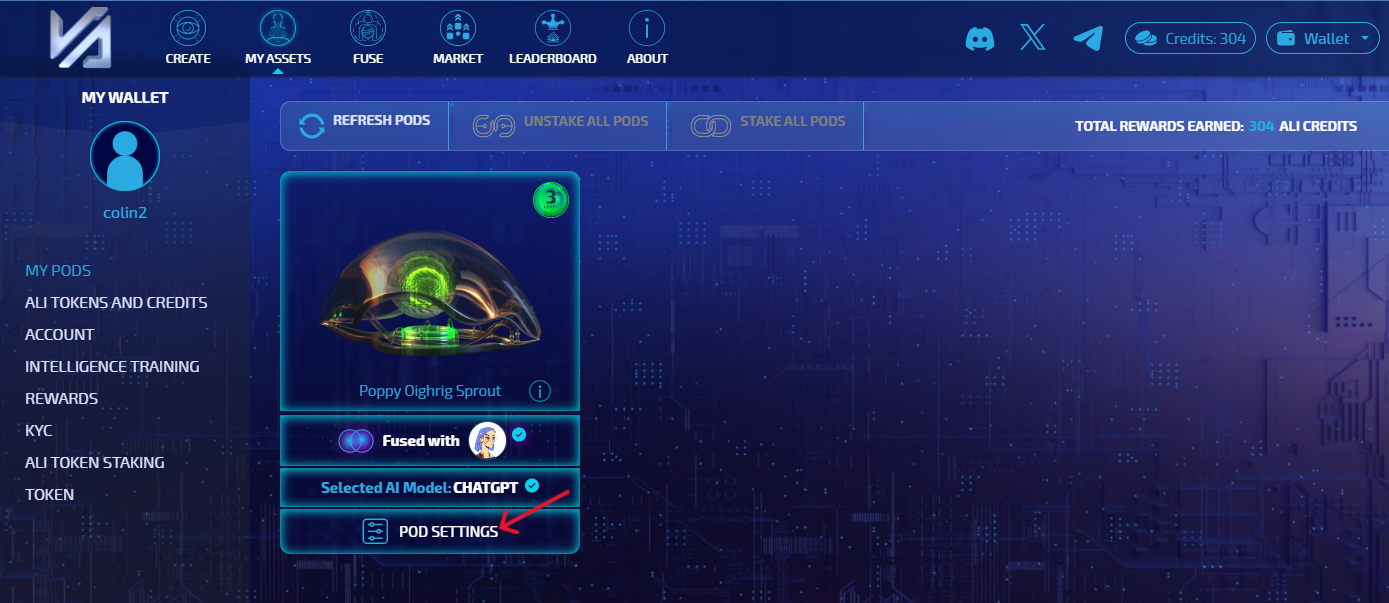 CREATE
MY ASSETS
FUSE
MARKET
LEADERBOARD
ABOUT
Credits: 304
Wallet
MY WALLET
colin2
MY PODS
ALI TOKENS AND CREDITS
ACCOUNT
INTELLIGENCE TRAINING
REWARDS
KYC
ALI TOKEN STAKING
TOKEN
REFRESH PODS
UNSTAKE ALL PODS
STAKE ALL PODS
TOTAL REWARDS EARNED: 304 ALI CREDITS
3
LEVEL
Poppy Oighrig Sprout
Fused with
Selected AI Model: CHATGPT
POD SETTINGS